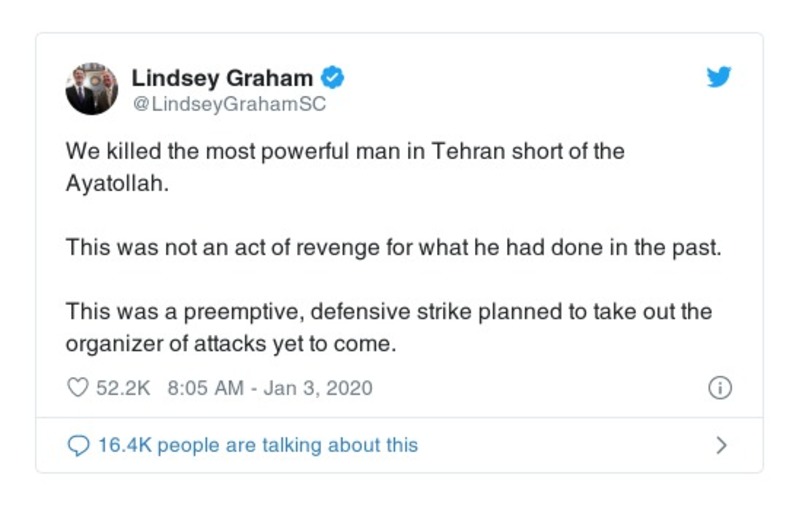 Lindsey Graham
@LindseyGrahamSC
We killed the most powerful man in Tehran short of the
Ayatollah.
This was not an act of revenge for what he had done in the past.
This was a preemptive, defensive strike planned to take out the
organizer of attacks yet to come.
52.2K 8:05 AM - Jan 3, 2020
16.4K people are talking about this